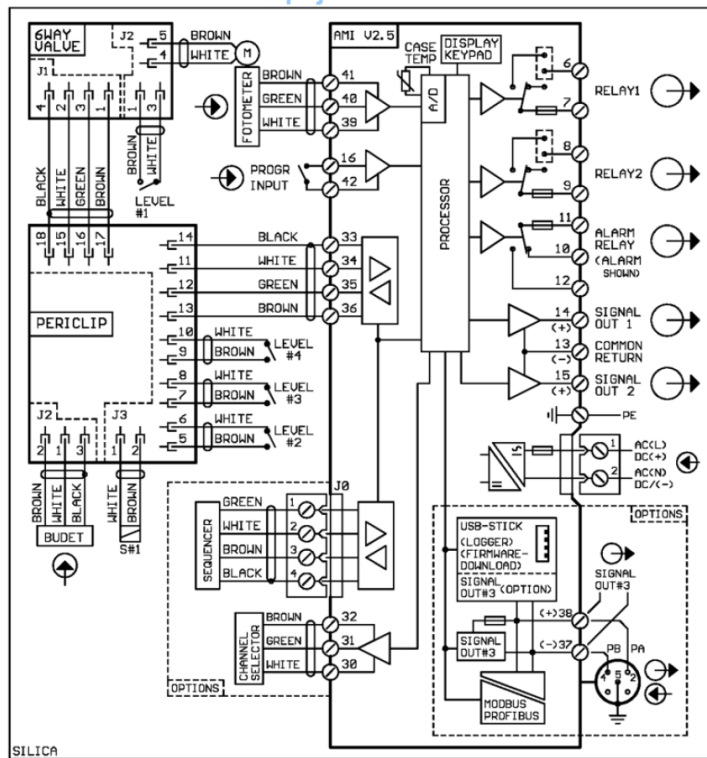 6WAY
VALVE
J2
5
4
BROWN
WHITE
M
J1
4
2
3
1
1
3
BLACK
WHITE
GREEN
BROWN
BROWN
WHITE
LEVEL
#1
18
15
16
17
PERICLIP
14
11
12
13
10
9
8
7
6
5
WHITE
BROWN
LEVEL
#4
WHITE
BROWN
LEVEL
#3
WHITE
BROWN
LEVEL
#2
J2
J3
2
1
3
1
2
BROWN
WHITE
BLACK
WHITE
BROWN
BUDET
S#1
AMI V2.5
FOTOMETER
BROWN
GREEN
WHITE
41
40
39
PROGR
INPUT
16
42
BLACK
WHITE
GREEN
BROWN
33
34
35
36
CASE
TEMP
DISPLAY
KEYPAD
A/D
PROCESSOR
6
7
RELAY1
8
9
RELAY2
11
10
12
ALARM
RELAY
(ALARM
SHOWN)
14
(+)
SIGNAL
OUT 1
13
(-)
COMMON
RETURN
15
(+)
SIGNAL
OUT 2
PE
1
AC(L)
DC(+)
2
AC(N)
DC/(-)
J0
SEQUENCER
GREEN
WHITE
BROWN
BLACK
1
2
3
4
CHANNEL
SELECTOR
BROWN
GREEN
WHITE
32
31
30
OPTIONS
OPTIONS
USB-STICK
(LOGGER)
(FIRMWARE-
DOWNLOAD)
SIGNAL
OUT#3 (OPTION)
SIGNAL
OUT#3
(+)38
(-)37
SIGNAL
OUT#3
PB PA
4
5
2
MODBUS
PROFIBUS
SILICA